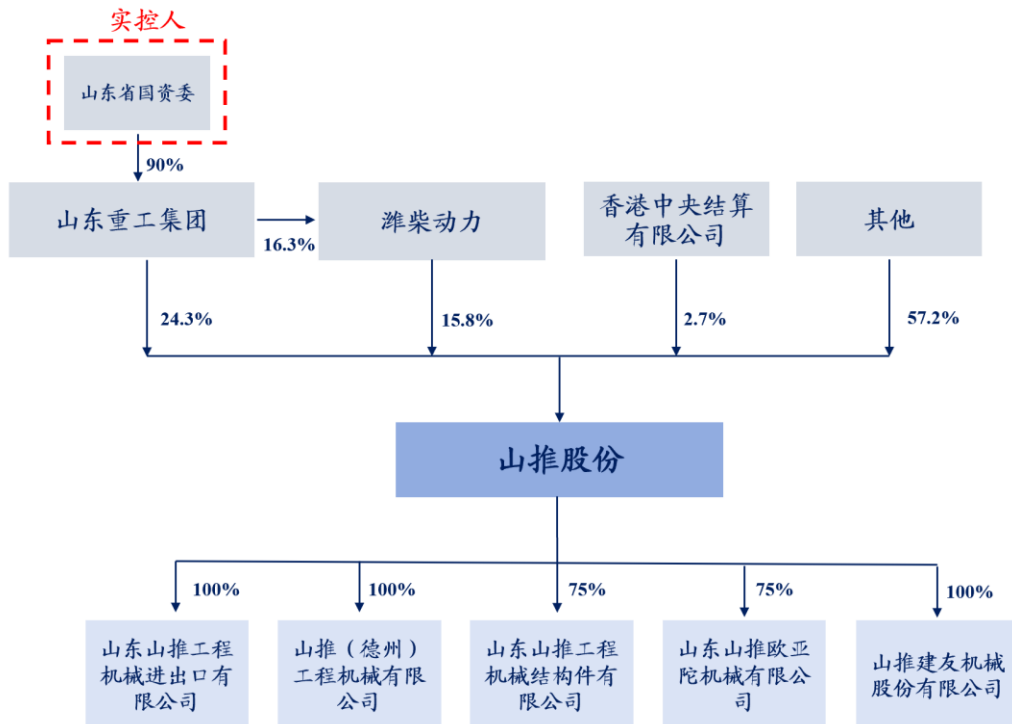 实控人
山东省国资委
90%
山东重工集团
16.3%
潍柴动力
香港中央结算
有限公司
其他
24.3%
15.8%
2.7%
57.2%
山推股份
100%
100%
75%
75%
100%
山东山推工程
机械进出口有
限公司
山推（德州）
工程机械有限
公司
山东山推工程
机械结构件有
限公司
山东山推欧亚
陀机械有限公
司
山推建友机械
股份有限公司